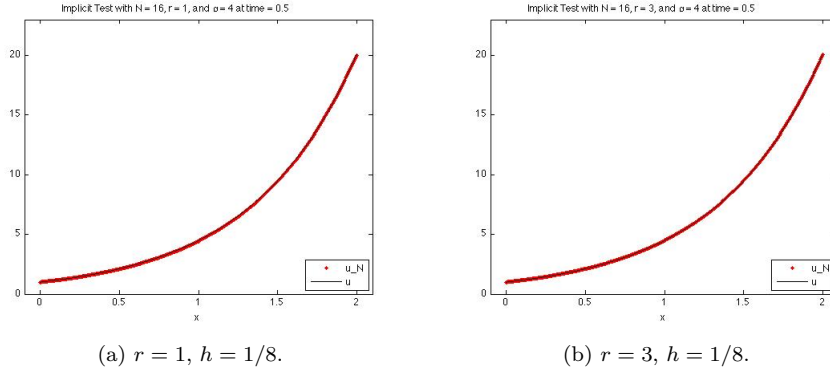 Implicit Test with N = 16, r = 1, and ø = 4 at time = 0.5
20
15
10
5
0
0
0.5
1
1.5
2
x
u_N
u
(a) r = 1, h = 1/8.
Implicit Test with N = 16, r = 3, and ø = 4 at time = 0.5
20
15
10
5
0
0
0.5
1
1.5
2
x
u_N
u
(b) r = 3, h = 1/8.